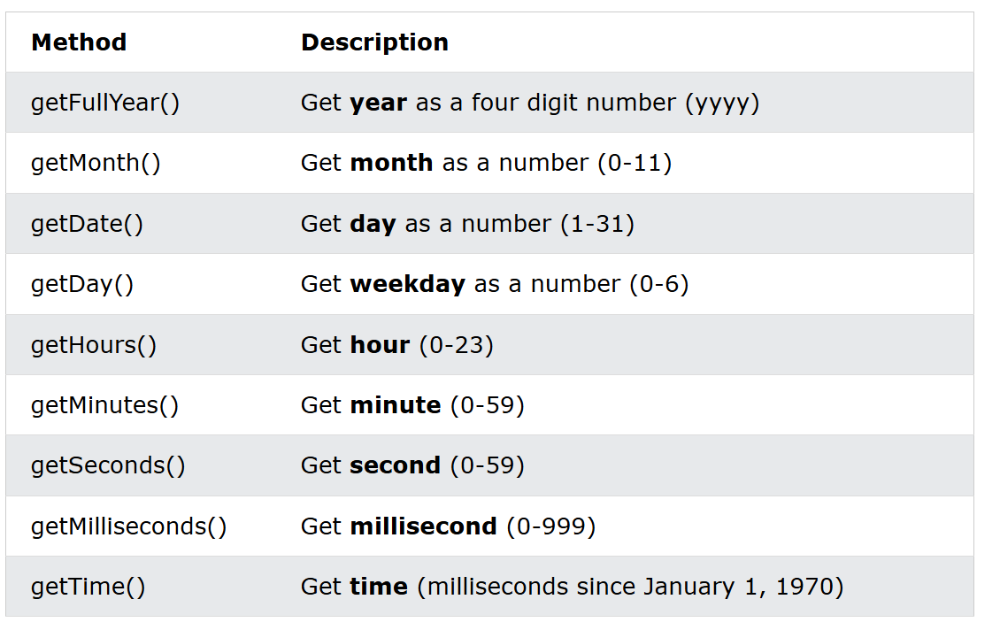 Method Description
getFullYear() Get year as a four digit number (yyyy)
getMonth() Get month as a number (0-11)
getDate() Get day as a number (1-31)
getDay() Get weekday as a number (0-6)
getHours() Get hour (0-23)
getMinutes() Get minute (0-59)
getSeconds() Get second (0-59)
getMilliseconds() Get millisecond (0-999)
getTime() Get time (milliseconds since January 1, 1970)